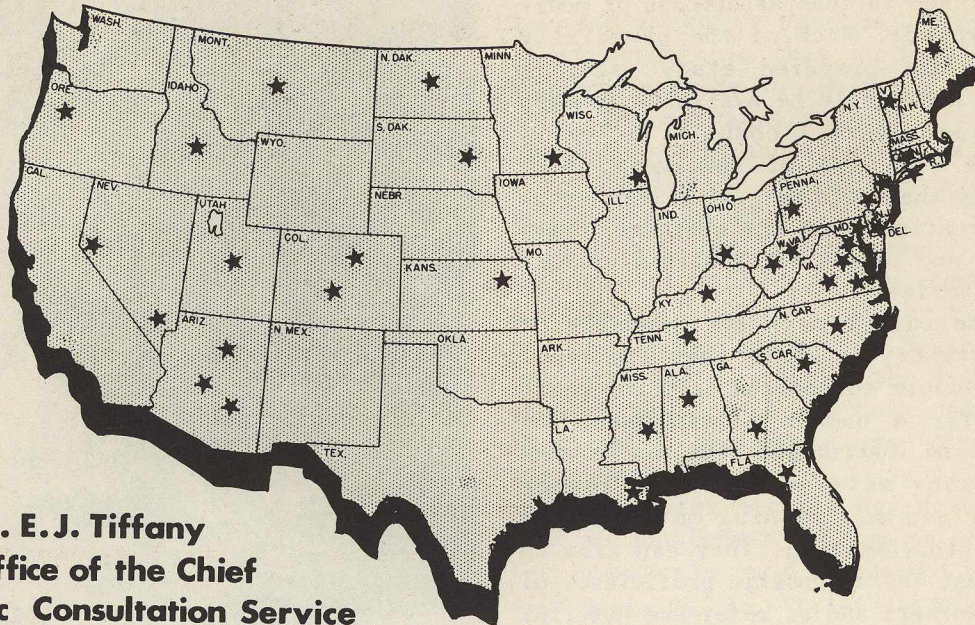 WASH.
MONT.
N. DAK.
MINN.
ME.
ORE.
IDAHO
S. DAK.
WISC.
MICH.
N.Y.
N.H.
MASS.
R.I.
WYO.
CAL.
NEV.
UTAH
NEBR.
IOWA
ILL.
IND.
OHIO
PENNA.
COL.
KANS.
MO.
W. VA.
MD.
DEL.
VA.
KY.
ARIZ.
N. MEX.
OKLA.
ARK.
TENN.
N. CAR.
S. CAR.
MISS.
ALA.
GA.
TEX.
LA.
FLA.
. E.J. Tiffany
ffice of the Chief
c Consultation Service